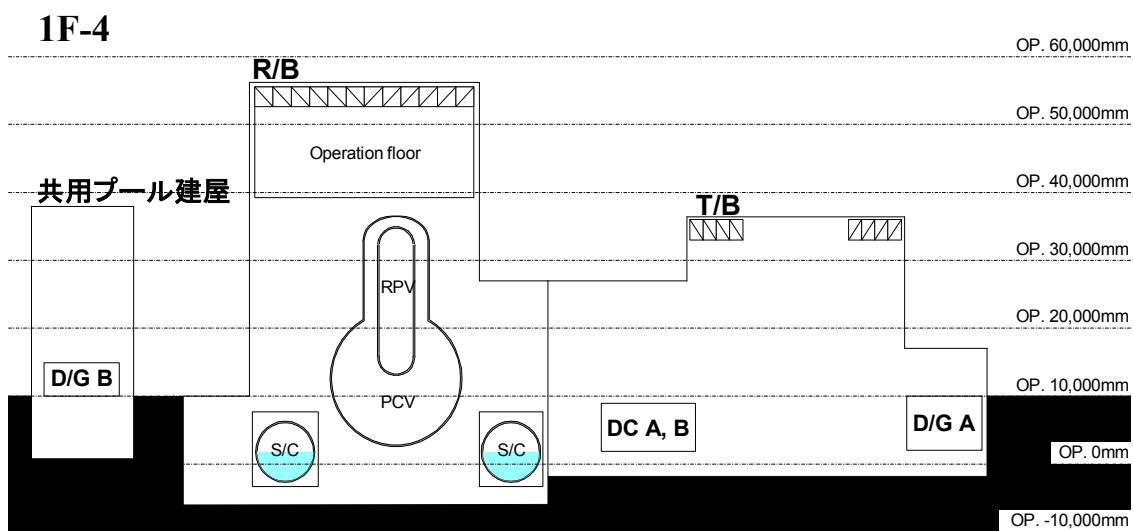 1F-4
OP. 60,000mm
R/B
OP. 50,000mm
Operation floor
OP. 40,000mm
共用プール建屋
T/B
OP. 30,000mm
RPV
OP. 20,000mm
D/G B
OP. 10,000mm
PCV
DC A, B
D/G A
S/C
S/C
OP. 0mm
OP. -10,000mm